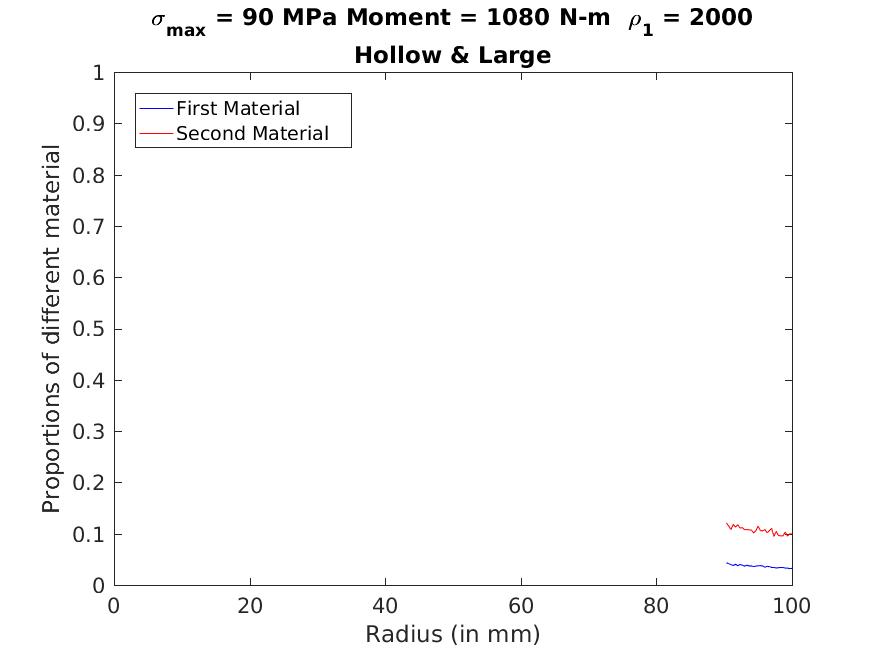 σmax = 90 MPa Moment = 1080 N-m ρ1 = 2000
Hollow & Large
First Material
Second Material
Proportions of different material
1
0.9
0.8
0.7
0.6
0.5
0.4
0.3
0.2
0.1
0
0 20 40 60 80 100
Radius (in mm)